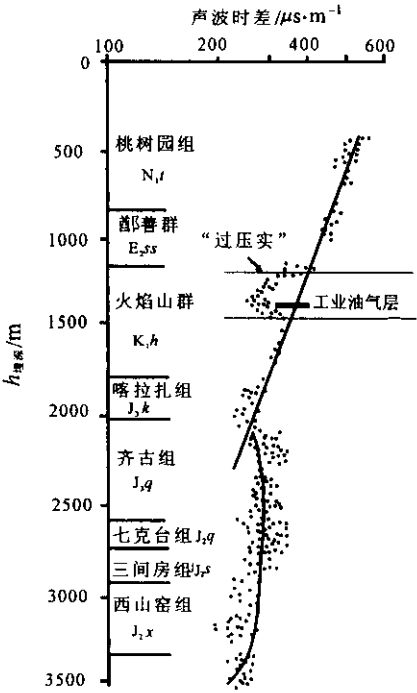 声波时差/μs·m⁻¹
100 200 300 400 600
0
桃树园组
500
N₁t
鄯善群
"过压实"
1000
E₂ss
火焰山群
工业油气层
1500
K₁h
h埋深/m
喀拉扎组
J₃k
2000
齐古组
J₃q
2500
七克台组J₂q
三间房组J₂s
3000
西山窑组
J₂x
3500